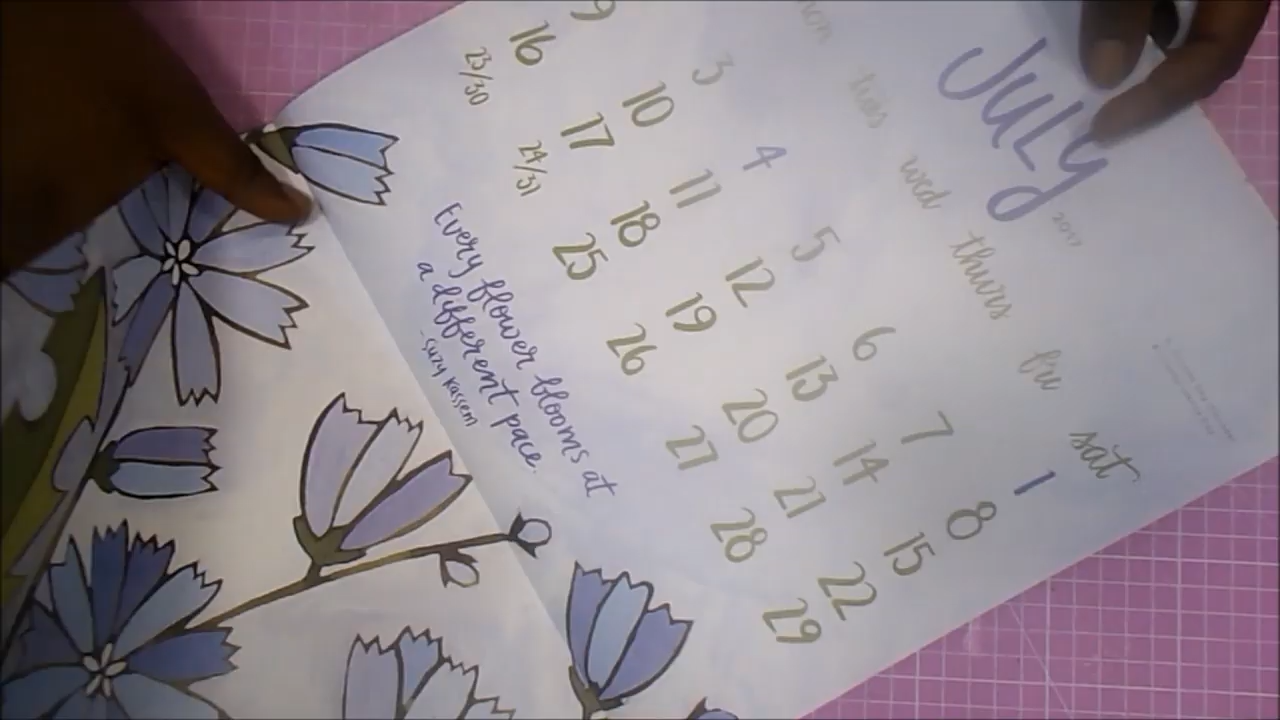 JULY
2017
mon tues wed thurs fri sat
1
3 4 5 6 7 8
9 10 11 12 13 14 15
16 17 18 19 20 21 22
23/30 24/31 25 26 27 28 29
Every flower blooms at
a different pace.
-Suzy Kassem